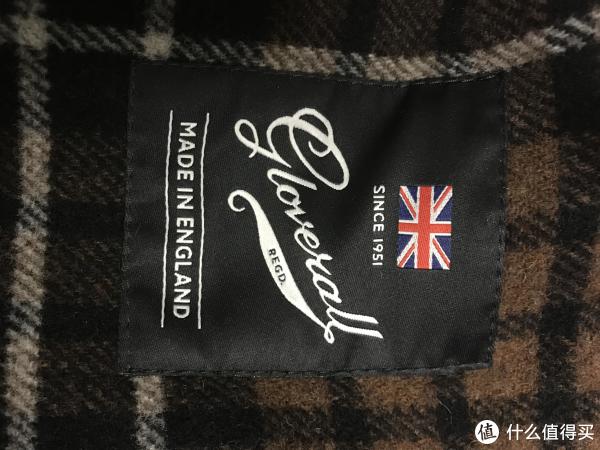 SINCE 1951
Gloverall
REGD.
MADE IN ENGLAND
值 什么值得买